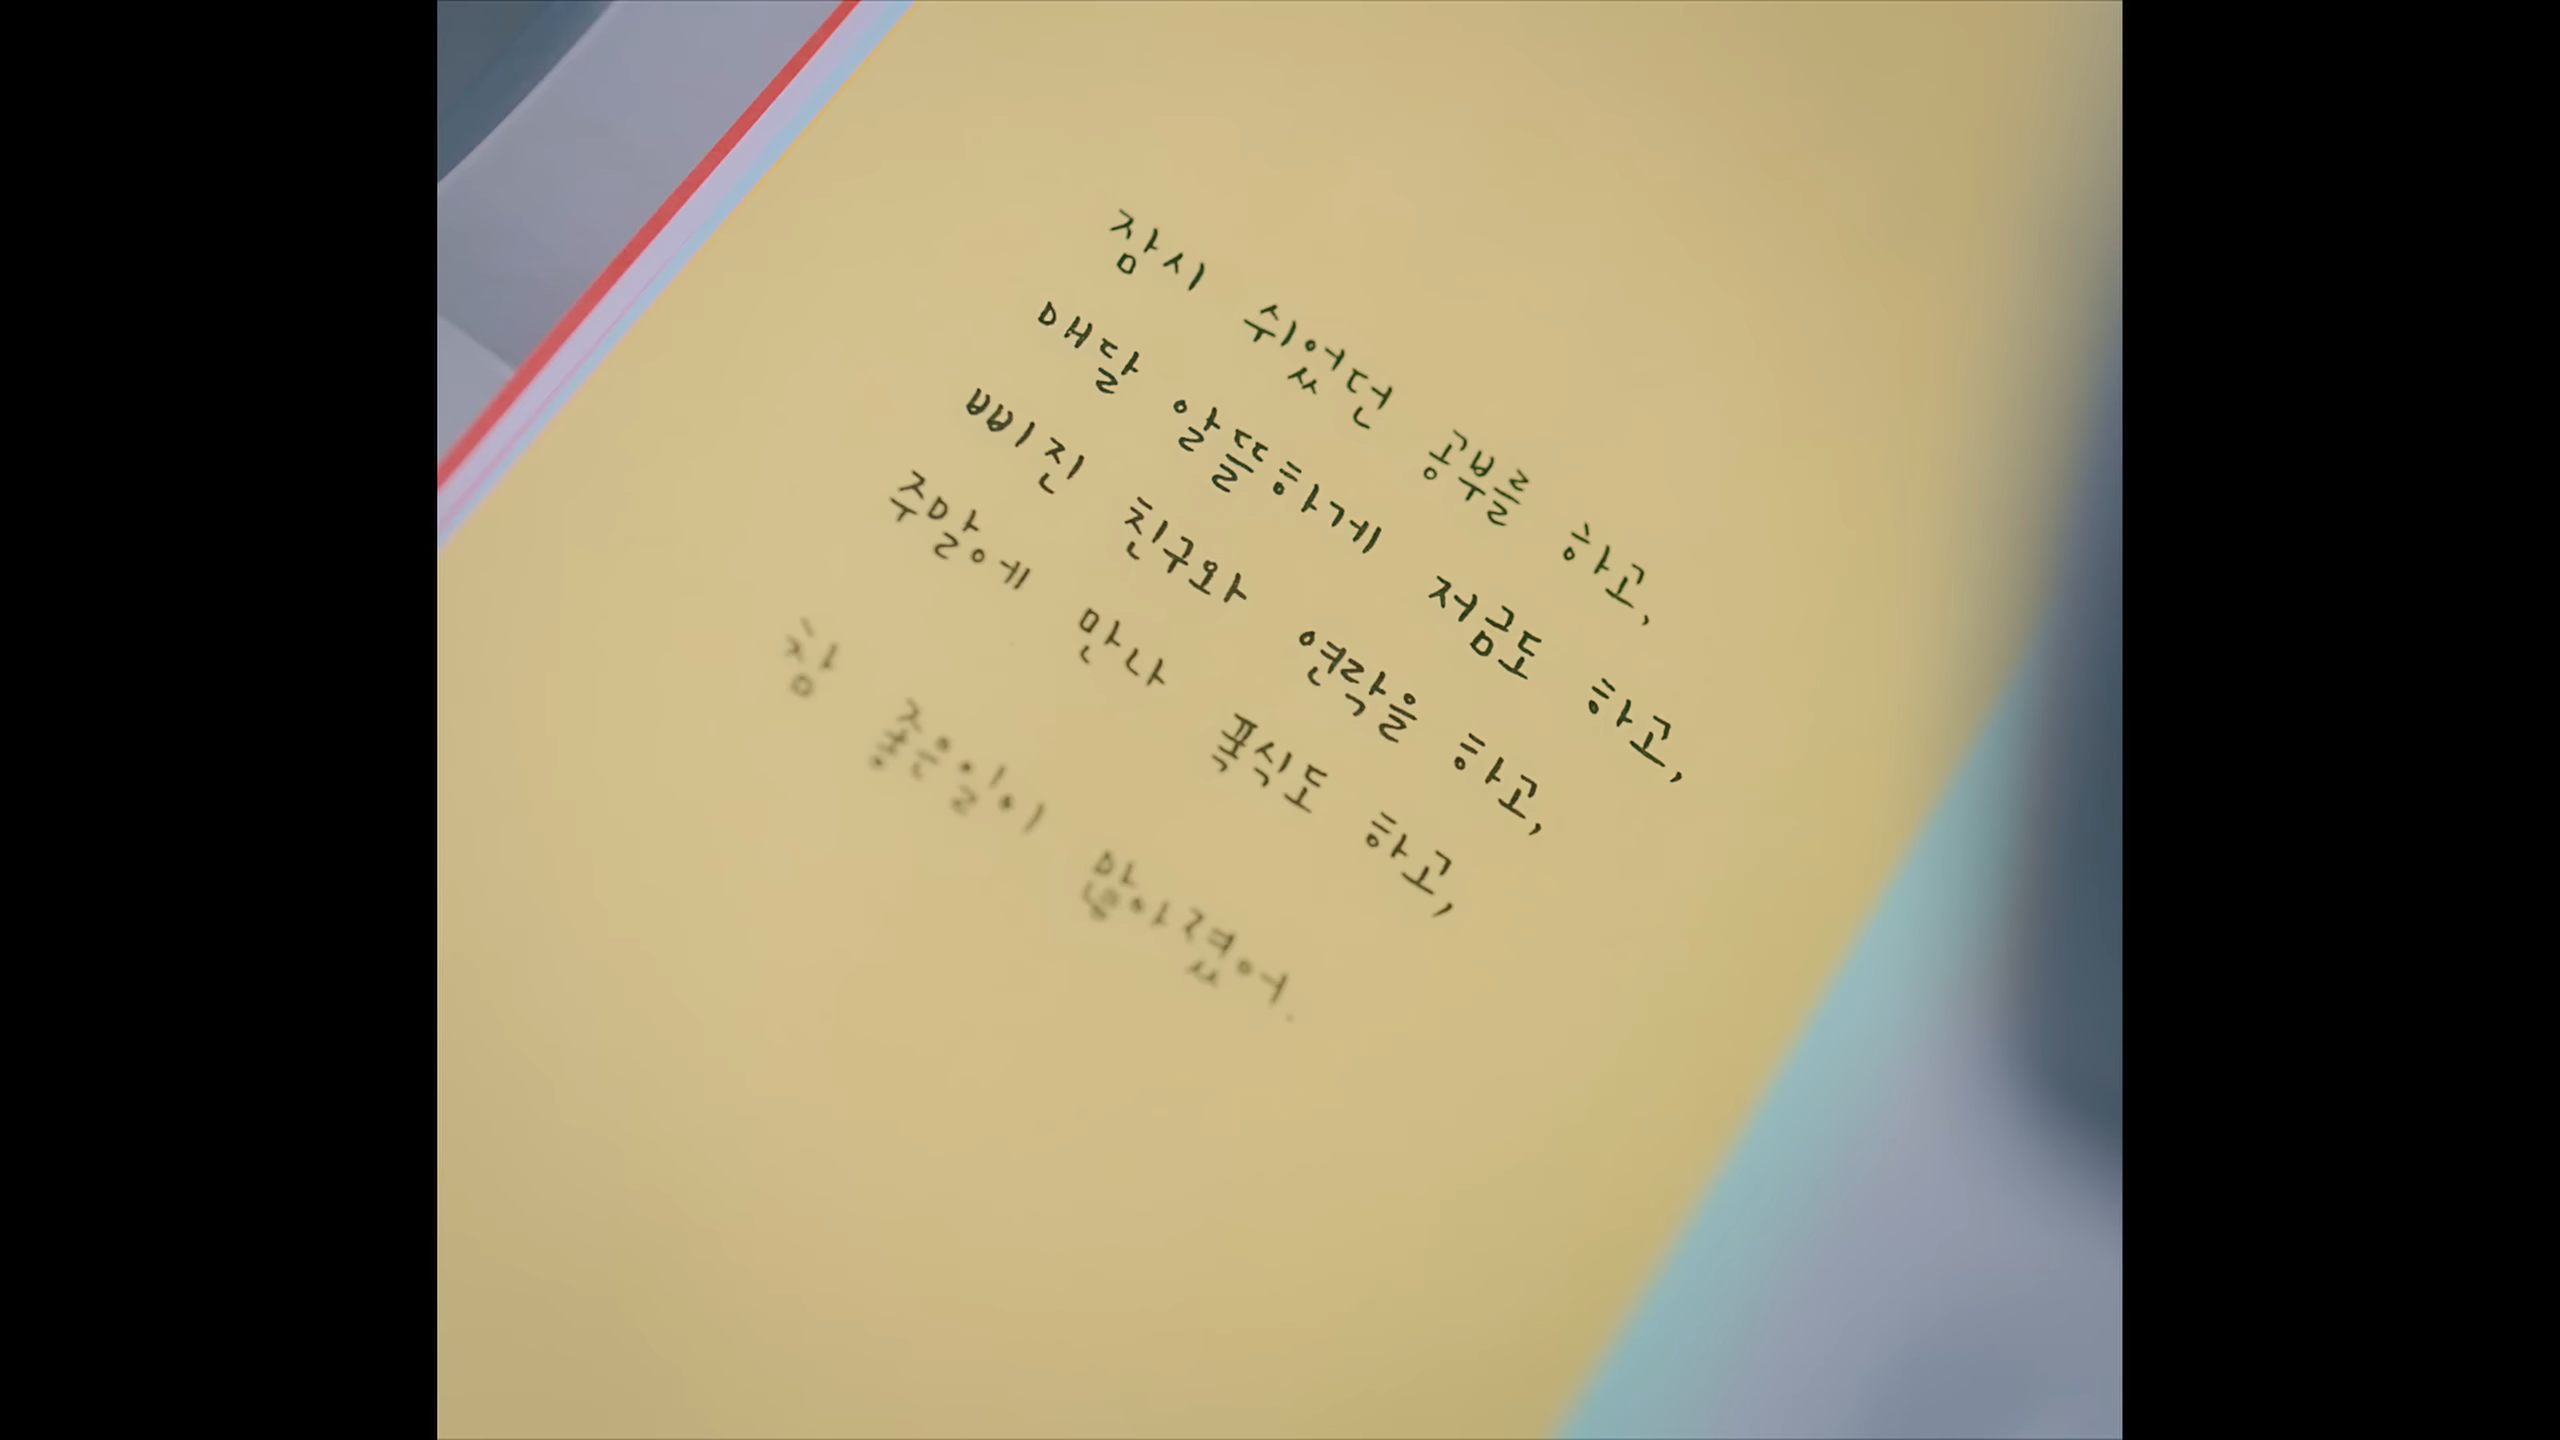 잠시 쉬었던 공부를 하고,
매달 알뜰하게 저금도 하고,
삐진 친구와 연락을 하고,
주말에 만나 폭식도 하고,
참 좋은일이 많아졌어.